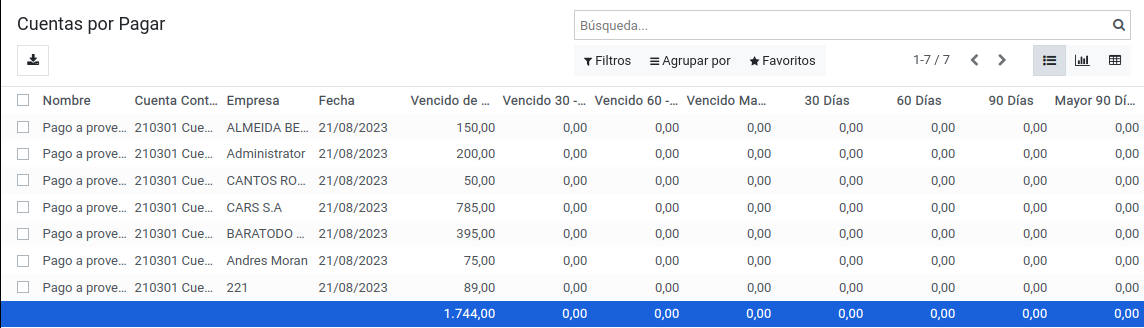 Cuentas por Pagar
Búsqueda...
Filtros Agrupar por Favoritos 1-7 / 7
Nombre Cuenta Cont... Empresa Fecha Vencido de ... Vencido 30 -... Vencido 60 -... Vencido Ma... 30 Días 60 Días 90 Días Mayor 90 Dí...
Pago a prove... 210301 Cue... ALMEIDA BE... 21/08/2023 150,00 0,00 0,00 0,00 0,00 0,00 0,00 0,00
Pago a prove... 210301 Cue... Administrator 21/08/2023 200,00 0,00 0,00 0,00 0,00 0,00 0,00 0,00
Pago a prove... 210301 Cue... CANTOS RO... 21/08/2023 50,00 0,00 0,00 0,00 0,00 0,00 0,00 0,00
Pago a prove... 210301 Cue... CARS S.A 21/08/2023 785,00 0,00 0,00 0,00 0,00 0,00 0,00 0,00
Pago a prove... 210301 Cue... BARATODO ... 21/08/2023 395,00 0,00 0,00 0,00 0,00 0,00 0,00 0,00
Pago a prove... 210301 Cue... Andres Moran 21/08/2023 75,00 0,00 0,00 0,00 0,00 0,00 0,00 0,00
Pago a prove... 210301 Cue... 221 21/08/2023 89,00 0,00 0,00 0,00 0,00 0,00 0,00 0,00
1.744,00 0,00 0,00 0,00 0,00 0,00 0,00 0,00